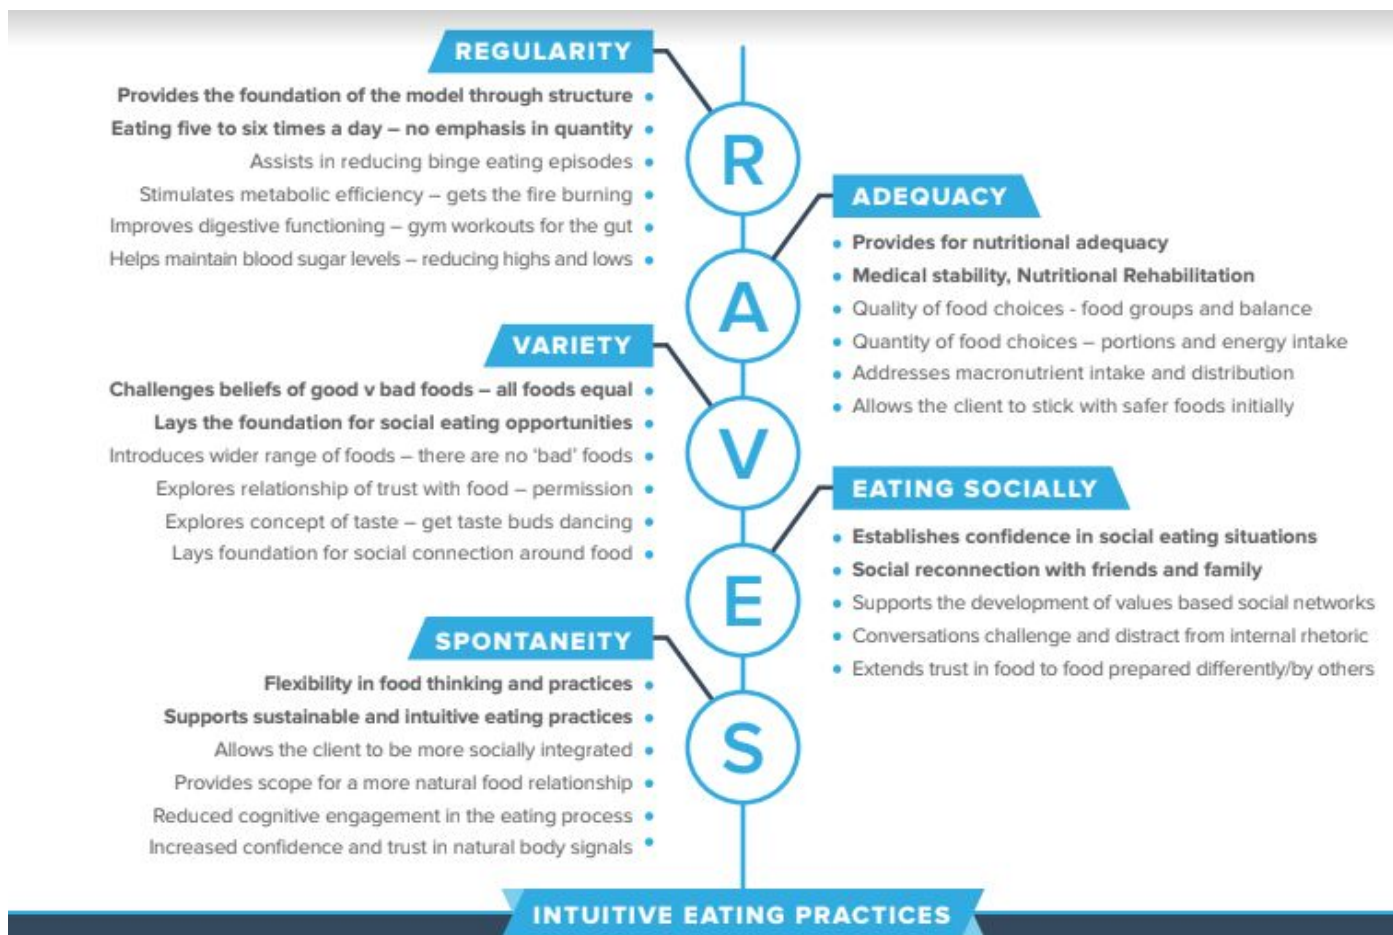 REGULARITY
Provides the foundation of the model through structure
Eating five to six times a day – no emphasis in quantity
Assists in reducing binge eating episodes
Stimulates metabolic efficiency – gets the fire burning
Improves digestive functioning – gym workouts for the gut
Helps maintain blood sugar levels – reducing highs and lows
R
ADEQUACY
Provides for nutritional adequacy
Medical stability, Nutritional Rehabilitation
Quality of food choices - food groups and balance
Quantity of food choices – portions and energy intake
Addresses macronutrient intake and distribution
Allows the client to stick with safer foods initially
A
VARIETY
Challenges beliefs of good v bad foods – all foods equal
Lays the foundation for social eating opportunities
Introduces wider range of foods – there are no ‘bad’ foods
Explores relationship of trust with food – permission
Explores concept of taste – get taste buds dancing
Lays foundation for social connection around food
V
EATING SOCIALLY
Establishes confidence in social eating situations
Social reconnection with friends and family
Supports the development of values based social networks
Conversations challenge and distract from internal rhetoric
Extends trust in food to food prepared differently/by others
E
SPONTANEITY
Flexibility in food thinking and practices
Supports sustainable and intuitive eating practices
Allows the client to be more socially integrated
Provides scope for a more natural food relationship
Reduced cognitive engagement in the eating process
Increased confidence and trust in natural body signals
S
INTUITIVE EATING PRACTICES